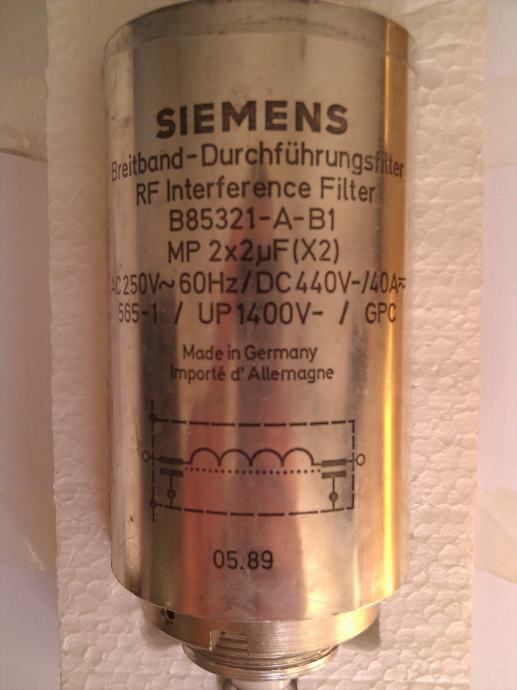 SIEMENS
Breitband-Durchführungsfilter
RF Interference Filter
B85321-A-B1
MP 2x2µF(X2)
AC250V~60Hz/DC440V-/40A≂
565-1 / UP1400V- / GPC
Made in Germany
Importé d'Allemagne
05.89